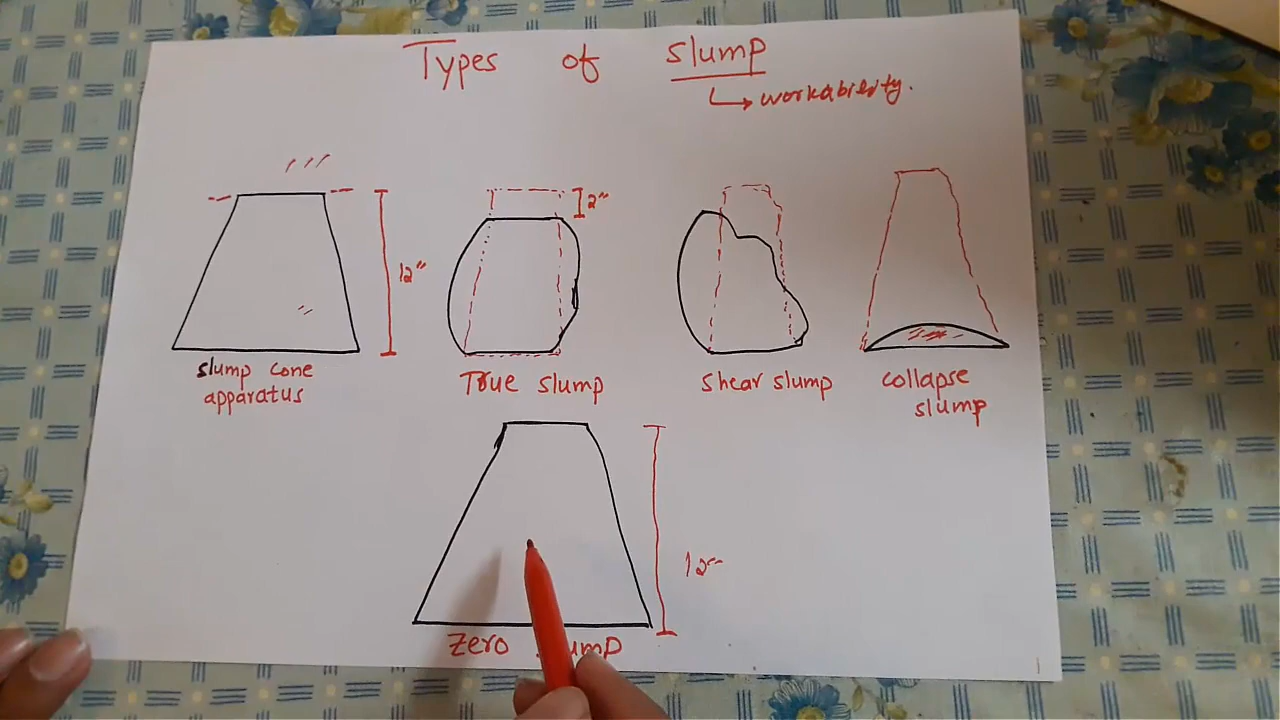 Types of slump
↳ workability.
12"
2"
slump cone
apparatus
True slump
shear slump
collapse
slump
12"
Zero